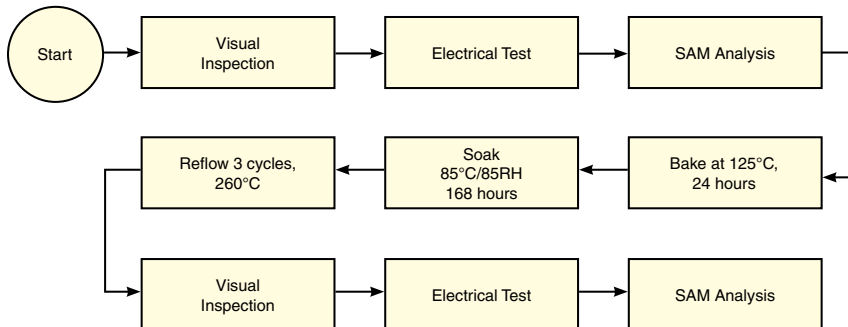 Start
Visual
Inspection
Electrical Test
SAM Analysis
Bake at 125°C,
24 hours
Soak
85°C/85RH
168 hours
Reflow 3 cycles,
260°C
Visual
Inspection
Electrical Test
SAM Analysis